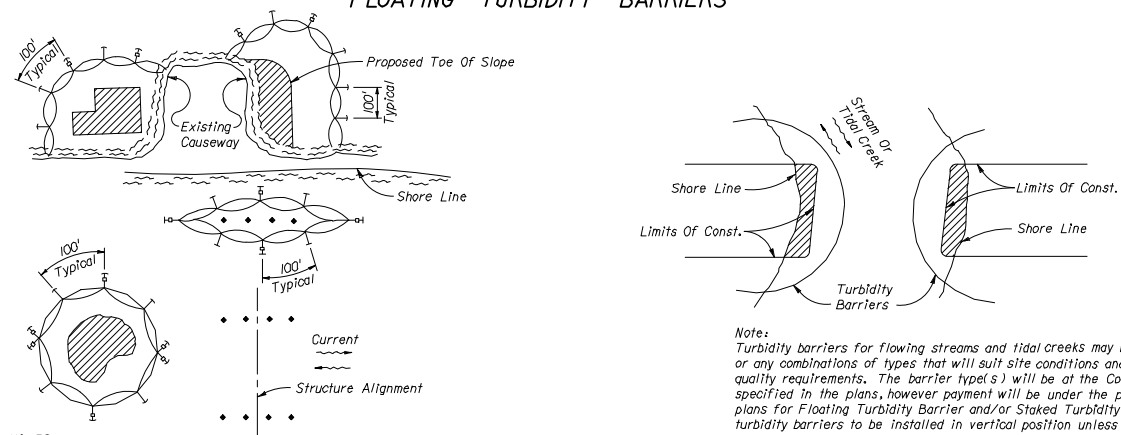 FLOATING TURBIDITY BARRIERS
100'
Typical
Proposed Toe Of Slope
100'
Typical
Existing
Causeway
Shore Line
100'
Typical
100'
Typical
Current
Structure Alignment
Stream Or
Tidal Creek
Shore Line
Limits Of Const.
Limits Of Const.
Shore Line
Turbidity
Barriers
Note:
Turbidity barriers for flowing streams and tidal creeks may
or any combinations of types that will suit site conditions and
quality requirements. The barrier type(s) will be at the Co
specified in the plans, however payment will be under the p
plans for Floating Turbidity Barrier and/or Staked Turbidity
turbidity barriers to be installed in vertical position unless